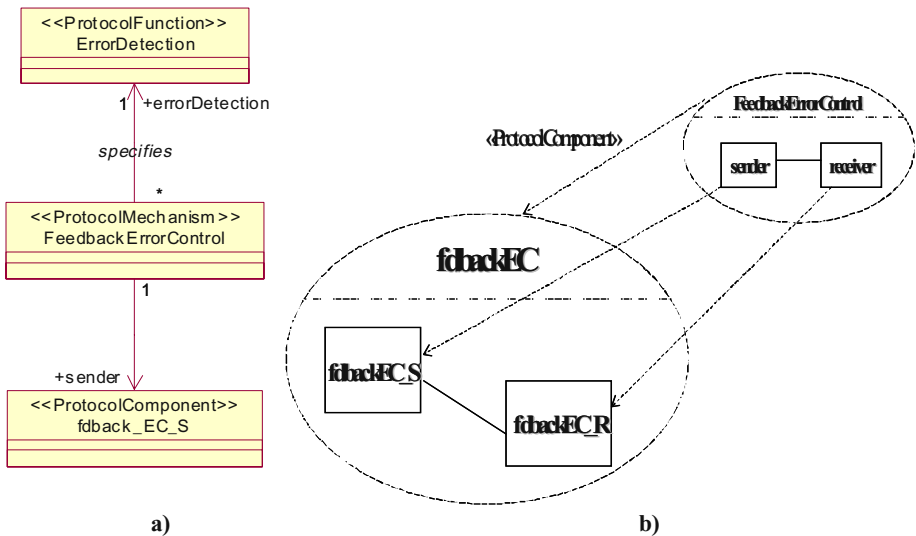 <<ProtocolFunction>>
ErrorDetection
1
+errorDetection
specifies
*
<<ProtocolMechanism>>
FeedbackErrorControl
1
+sender
<<ProtocolComponent>>
fdback_EC_S
a)
FeedbackErrorControl
sender
receiver
«ProtocolComponent»
fdbackEC
fdbackEC_S
fdbackEC_R
b)